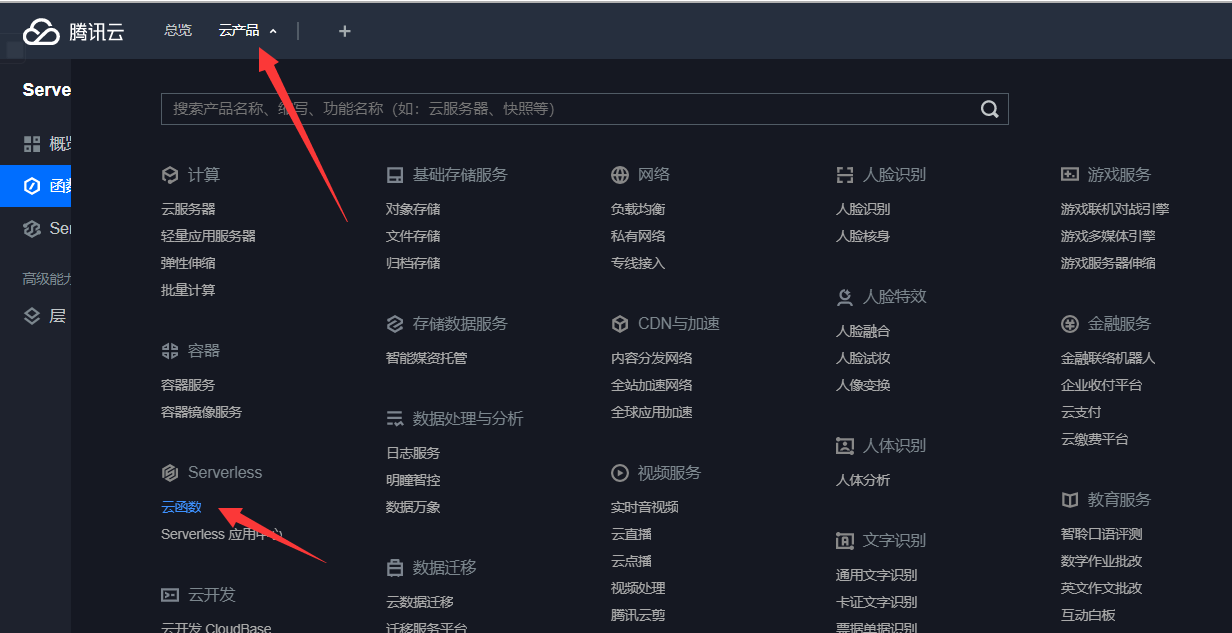 腾讯云
总览
云产品
Serve
概览
函数
Ser
高级能力
层
搜索产品名称、缩写、功能名称（如：云服务器、快照等）
计算
云服务器
轻量应用服务器
弹性伸缩
批量计算
容器
容器服务
容器镜像服务
Serverless
云函数
Serverless 应用中心
云开发
云开发 CloudBase
基础存储服务
对象存储
文件存储
归档存储
存储数据服务
智能媒资托管
数据处理与分析
日志服务
明瞳智控
数据万象
数据迁移
云数据迁移
迁移服务平台
网络
负载均衡
私有网络
专线接入
CDN与加速
内容分发网络
全站加速网络
全球应用加速
视频服务
实时音视频
云直播
云点播
视频处理
腾讯云剪
人脸识别
人脸识别
人脸核身
人脸特效
人脸融合
人脸试妆
人像变换
人体识别
人体分析
文字识别
通用文字识别
卡证文字识别
票据单据识别
游戏服务
游戏联机对战引擎
游戏多媒体引擎
游戏服务器伸缩
金融服务
金融联络机器人
企业收付平台
云支付
云缴费平台
教育服务
智聆口语评测
数学作业批改
英文作文批改
互动白板